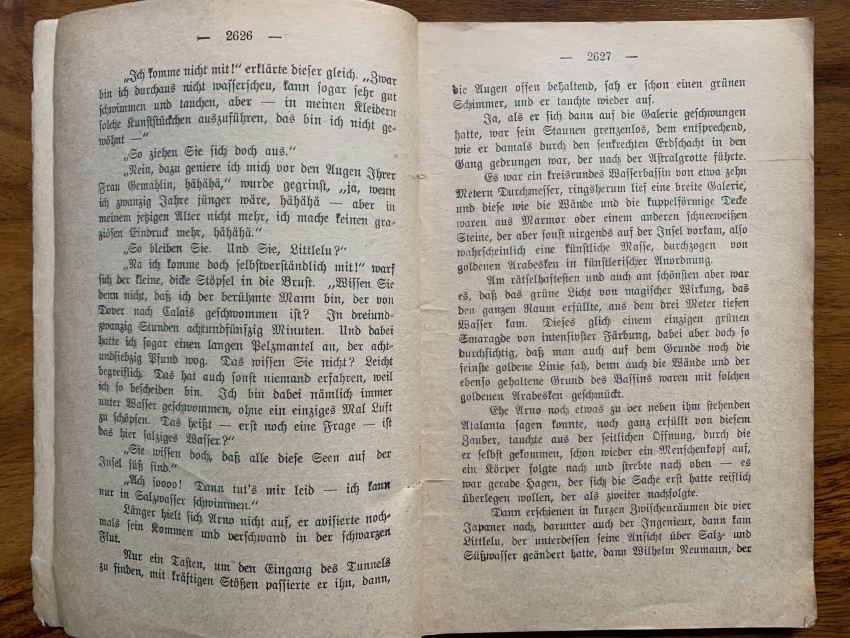 — 2626 —
„Ich komme nicht mit!“ erklärte dieser gleich. „Zwar
bin ich durchaus nicht wasserscheu, kann sogar sehr gut
schwimmen und tauchen, aber — in meinen Kleidern
solche Kunststückchen auszuführen, das bin ich nicht ge-
wöhnt —“
„So ziehen Sie sich doch aus.“
„Nein, dazu geniere ich mich vor den Augen Ihrer
Frau Gemahlin, hähähä,“ wurde gegrinst, „ja, wenn
ich zwanzig Jahre jünger wäre, hähähä — aber in
meinem jetzigen Alter nicht mehr, ich mache keinen gra-
ziösen Eindruck mehr, hähähä.“
„So bleiben Sie. Und Sie, Littlelu?“
„Na ich komme doch selbstverständlich mit!“ warf
sich der kleine, dicke Stöpsel in die Brust. „Wissen Sie
denn nicht, daß ich der berühmte Mann bin, der von
Dover nach Calais geschwommen ist? In dreiund-
zwanzig Stunden achtundfünfzig Minuten. Und dabei
hatte ich sogar einen langen Pelzmantel an, der acht-
undsiebzig Pfund wog. Das wissen Sie nicht? Leicht
begreiflich. Das hat auch sonst niemand erfahren, weil
ich so bescheiden bin. Ich bin dabei nämlich immer
unter Wasser geschwommen, ohne ein einziges Mal Luft
zu schöpfen. Das heißt — erst noch eine Frage — ist
das hier salziges Wasser?“
„Sie wissen doch, daß alle diese Seen auf der
Insel süß sind.“
„Ach soooo! Dann tut's mir leid — ich kann
nur in Salzwasser schwimmen.“
Länger hielt sich Arno nicht auf, er avisierte noch-
mals sein Kommen und verschwand in der schwarzen
Flut.
Nur ein Tasten, um den Eingang des Tunnels
zu finden, mit kräftigen Stößen passierte er ihn, dann,
— 2627 —
die Augen offen behaltend, sah er schon einen grünen
Schimmer, und er tauchte wieder auf.
Ja, als er sich dann auf die Galerie geschwungen
hatte, war sein Staunen grenzenlos, dem entsprechend,
wie er damals durch den senkrechten Erdschacht in den
Gang gedrungen war, der nach der Astralgrotte führte.
Es war ein kreisrundes Wasserbassin von etwa zehn
Metern Durchmesser, ringsherum lief eine breite Galerie,
und diese wie die Wände und die kuppelförmige Decke
waren aus Marmor oder einem anderen schneeweißen
Steine, der aber sonst nirgends auf der Insel vorkam, also
wahrscheinlich eine künstliche Masse, durchzogen von
goldenen Arabesken in künstlerischer Anordnung.
Am rätselhaftesten und auch am schönsten aber war
es, daß das grüne Licht von magischer Wirkung, das
den ganzen Raum erfüllte, aus dem drei Meter tiefen
Wasser kam. Dieses glich einem einzigen grünen
Smaragde von intensivster Färbung, dabei aber doch so
durchsichtig, daß man auch auf dem Grunde noch die
feinste goldene Linie sah, denn auch die Wände und der
ebenso gehaltene Grund des Bassins waren mit solchen
goldenen Arabesken geschmückt.
Ehe Arno noch etwas zu der neben ihm stehenden
Atalanta sagen konnte, noch ganz erfüllt von diesem
Zauber, tauchte aus der seitlichen Öffnung, durch die
er selbst gekommen, schon wieder ein Menschenkopf auf,
ein Körper folgte nach und strebte nach oben — es
war gerade Hagen, der sich die Sache erst hatte reiflich
überlegen wollen, der als zweiter nachfolgte.
Dann erschienen in kurzen Zwischenräumen die vier
Japaner nach, darunter auch der Ingenieur, dann kam
Littlelu, der unterdessen seine Ansicht über Salz- und
Süßwasser geändert hatte, dann Wilhelm Neumann, der